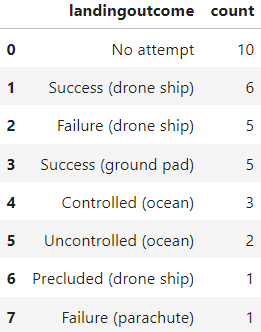 landingoutcome count
0 No attempt 10
1 Success (drone ship) 6
2 Failure (drone ship) 5
3 Success (ground pad) 5
4 Controlled (ocean) 3
5 Uncontrolled (ocean) 2
6 Precluded (drone ship) 1
7 Failure (parachute) 1